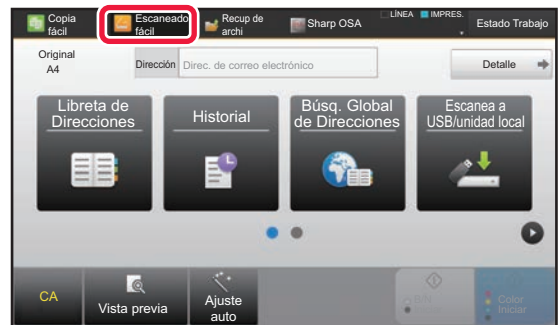 Copia fácil
Escaneado fácil
Recup de archi
Sharp OSA
LÍNEA
IMPRES.
Estado Trabajo
Original
A4
Dirección
Direc. de correo electrónico
Detalle
Libreta de
Direcciones
Historial
Búsq. Global
de Direcciones
Escanea a
USB/unidad local
CA
Vista previa
Ajuste
auto
B/N
Color
Iniciar